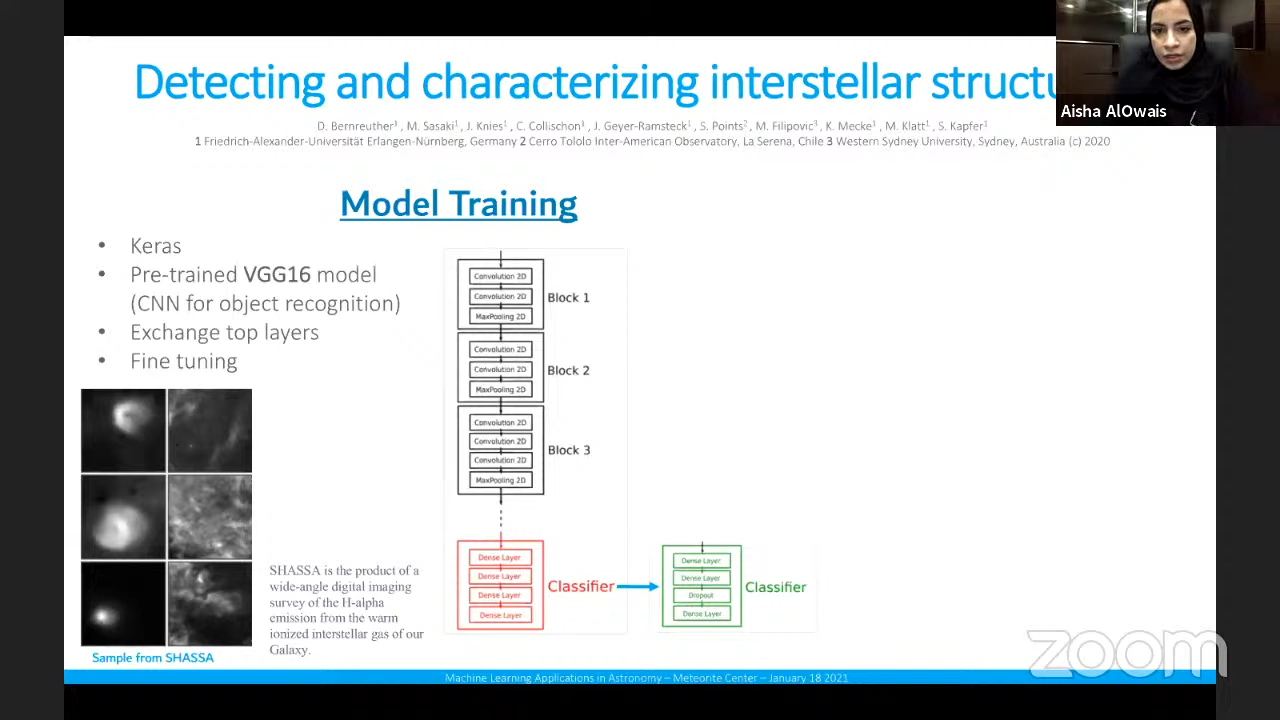 Detecting and characterizing interstellar structu
Aisha AlOwais
D. Bernreuther³ , M. Sasaki¹ , J. Knies¹ , C. Collischon¹ , J. Geyer-Ramsteck¹ , S. Points² , M. Filipovic³ , K. Mecke¹ , M. Klatt¹ , S. Kapfer¹
1 Friedrich-Alexander-Universität Erlangen-Nürnberg, Germany 2 Cerro Tololo Inter-American Observatory, La Serena, Chile 3 Western Sydney University, Sydney, Australia (c) 2020
Model Training
• Keras
• Pre-trained VGG16 model
(CNN for object recognition)
• Exchange top layers
• Fine tuning
Convolution 2D
Convolution 2D
MaxPooling 2D
Block 1
Convolution 2D
Convolution 2D
MaxPooling 2D
Block 2
Convolution 2D
Convolution 2D
Convolution 2D
MaxPooling 2D
Block 3
Dense Layer
Dense Layer
Dense Layer
Dense Layer
Classifier
Dense Layer
Dense Layer
Dropout
Dense Layer
Classifier
SHASSA is the product of a
wide-angle digital imaging
survey of the H-alpha
emission from the warm
ionized interstellar gas of our
Galaxy.
Sample from SHASSA
zoom
Machine Learning Applications in Astronomy – Meteorite Center – January 18 2021